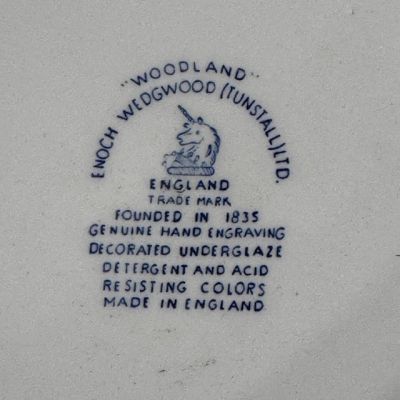 "WOODLAND"
ENOCH WEDGWOOD (TUNSTALL) LTD.
ENGLAND
TRADE MARK
FOUNDED IN 1835
GENUINE HAND ENGRAVING
DECORATED UNDERGLAZE
DETERGENT AND ACID
RESISTING COLORS
MADE IN ENGLAND